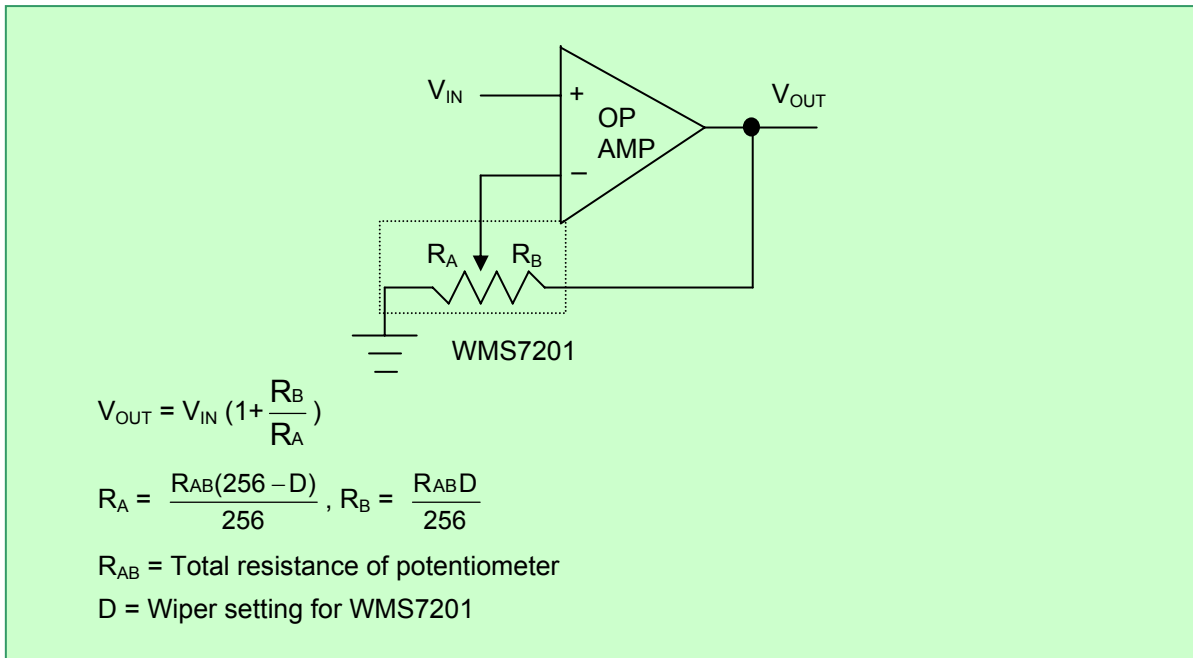 V_IN
+
OP
AMP
V_OUT
–
R_A R_B
WMS7201
V_OUT = V_IN (1+ R_B / R_A )
R_A = R_AB(256 – D) / 256 , R_B = R_AB D / 256
R_AB = Total resistance of potentiometer
D = Wiper setting for WMS7201